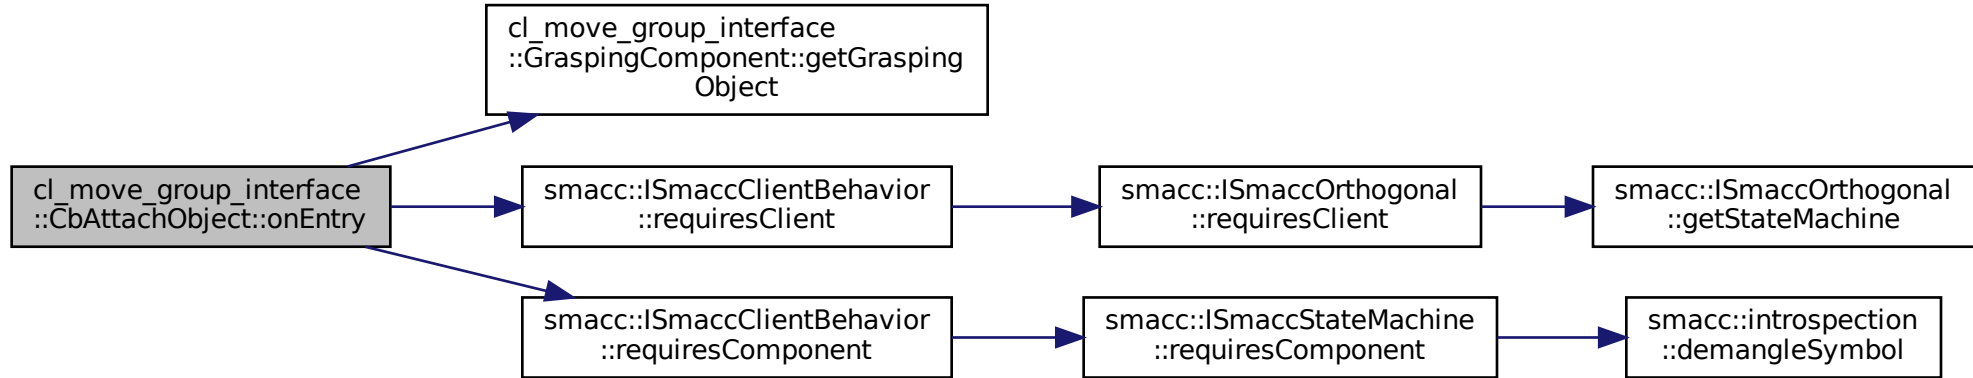 cl_move_group_interface
::GraspingComponent::getGrasping
Object
cl_move_group_interface
::CbAttachObject::onEntry
smacc::ISmaccClientBehavior
::requiresClient
smacc::ISmaccOrthogonal
::requiresClient
smacc::ISmaccOrthogonal
::getStateMachine
smacc::ISmaccClientBehavior
::requiresComponent
smacc::ISmaccStateMachine
::requiresComponent
smacc::introspection
::demangleSymbol